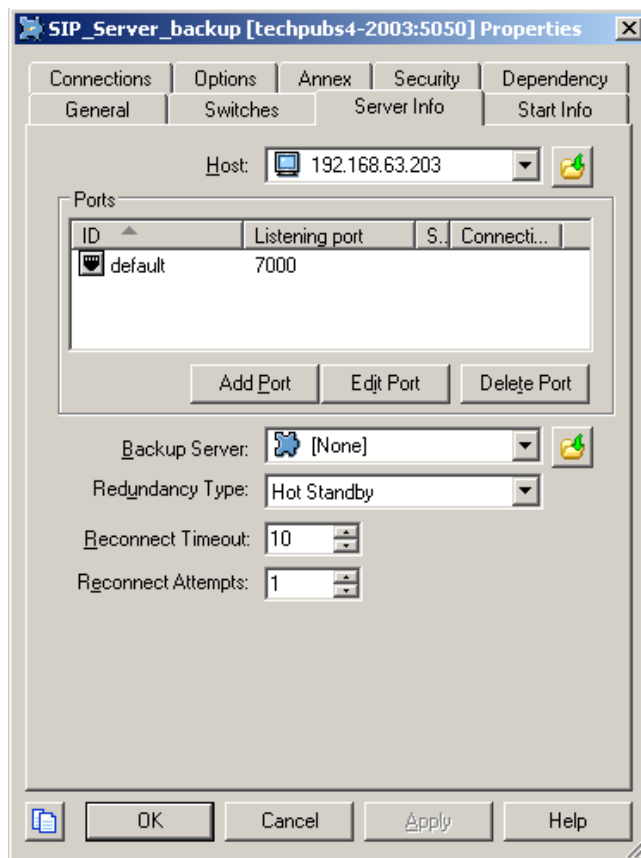 SIP_Server_backup [techpubs4-2003:5050] Properties
Connections Options Annex Security Dependency
General Switches Server Info Start Info
Host: 192.168.63.203
Ports
ID Listening port S.. Connecti...
default 7000
Add Port Edit Port Delete Port
Backup Server: [None]
Redundancy Type: Hot Standby
Reconnect Timeout: 10
Reconnect Attempts: 1
OK Cancel Apply Help